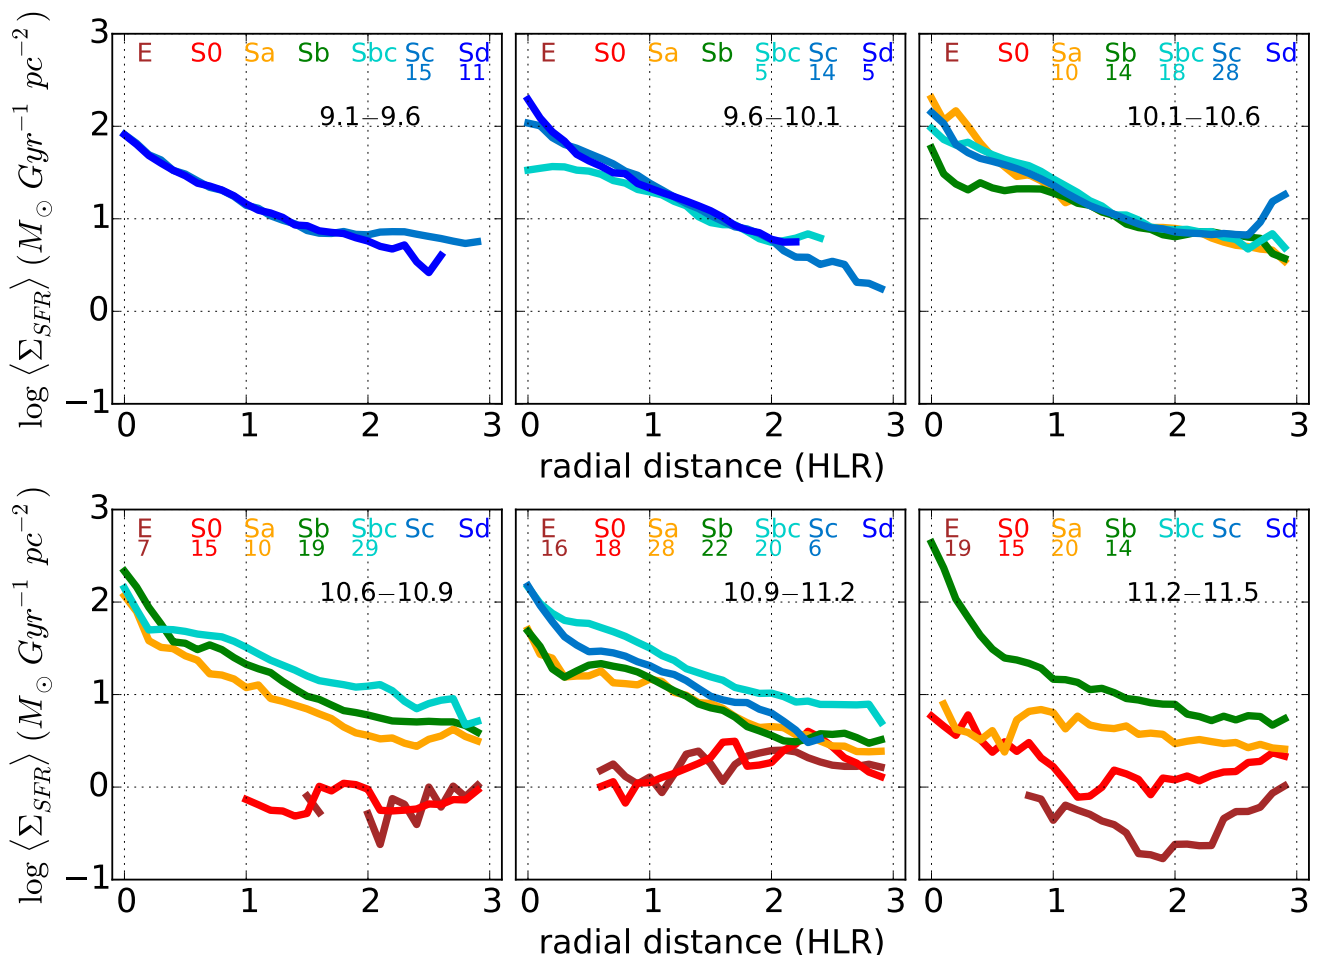 3
E S0 Sa Sb Sbc Sc Sd
15 11
9.1−9.6
2
1
0
−1
0 1 2 3
log ⟨Σ_SFR⟩ (M_⊙ Gyr^−1 pc^−2)
E S0 Sa Sb Sbc Sc Sd
5 14 5
9.6−10.1
0 1 2 3
radial distance (HLR)
E S0 Sa Sb Sbc Sc Sd
10 14 18 28
10.1−10.6
0 1 2 3
3
E S0 Sa Sb Sbc Sc Sd
7 15 10 19 29
10.6−10.9
2
1
0
−1
0 1 2 3
log ⟨Σ_SFR⟩ (M_⊙ Gyr^−1 pc^−2)
E S0 Sa Sb Sbc Sc Sd
16 18 28 22 20 6
10.9−11.2
0 1 2 3
radial distance (HLR)
E S0 Sa Sb Sbc Sc Sd
19 15 20 14
11.2−11.5
0 1 2 3